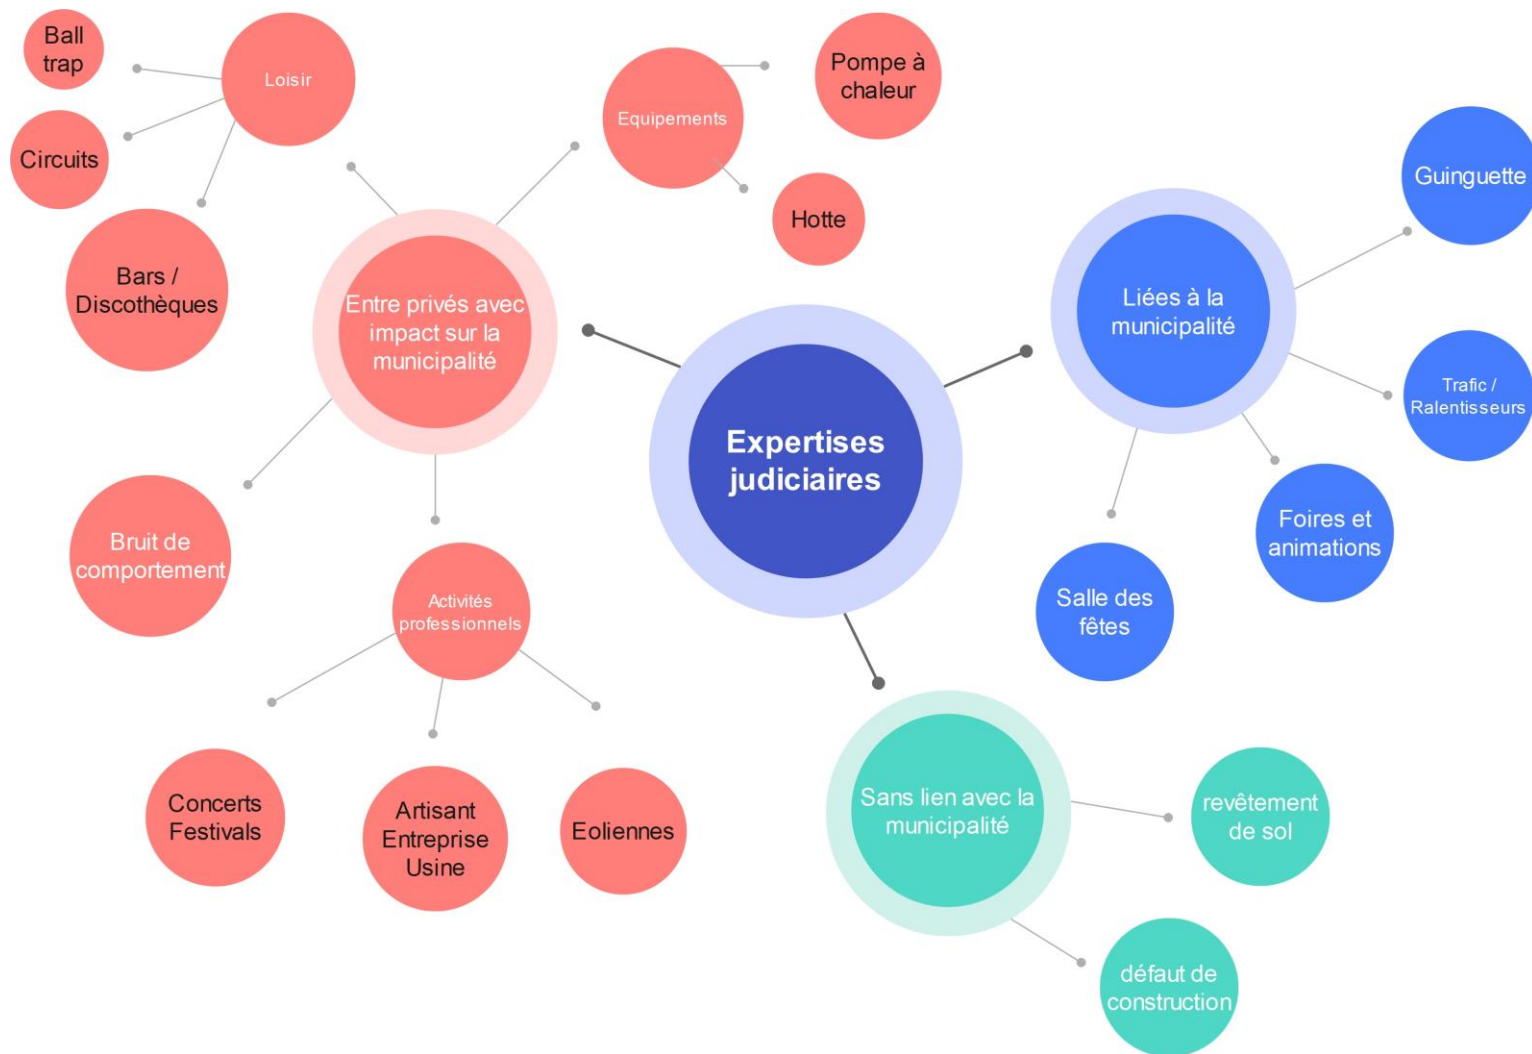 Ball
trap
Loisir
Circuits
Bars /
Discothèques
Equipements
Pompe à
chaleur
Hotte
Entre privés avec
impact sur la
municipalité
Bruit de
comportement
Activités
professionnels
Concerts
Festivals
Artisant
Entreprise
Usine
Eoliennes
Expertises
judiciaires
Liées à la
municipalité
Guinguette
Trafic /
Ralentisseurs
Foires et
animations
Salle des
fêtes
Sans lien avec la
municipalité
revêtement
de sol
défaut de
construction